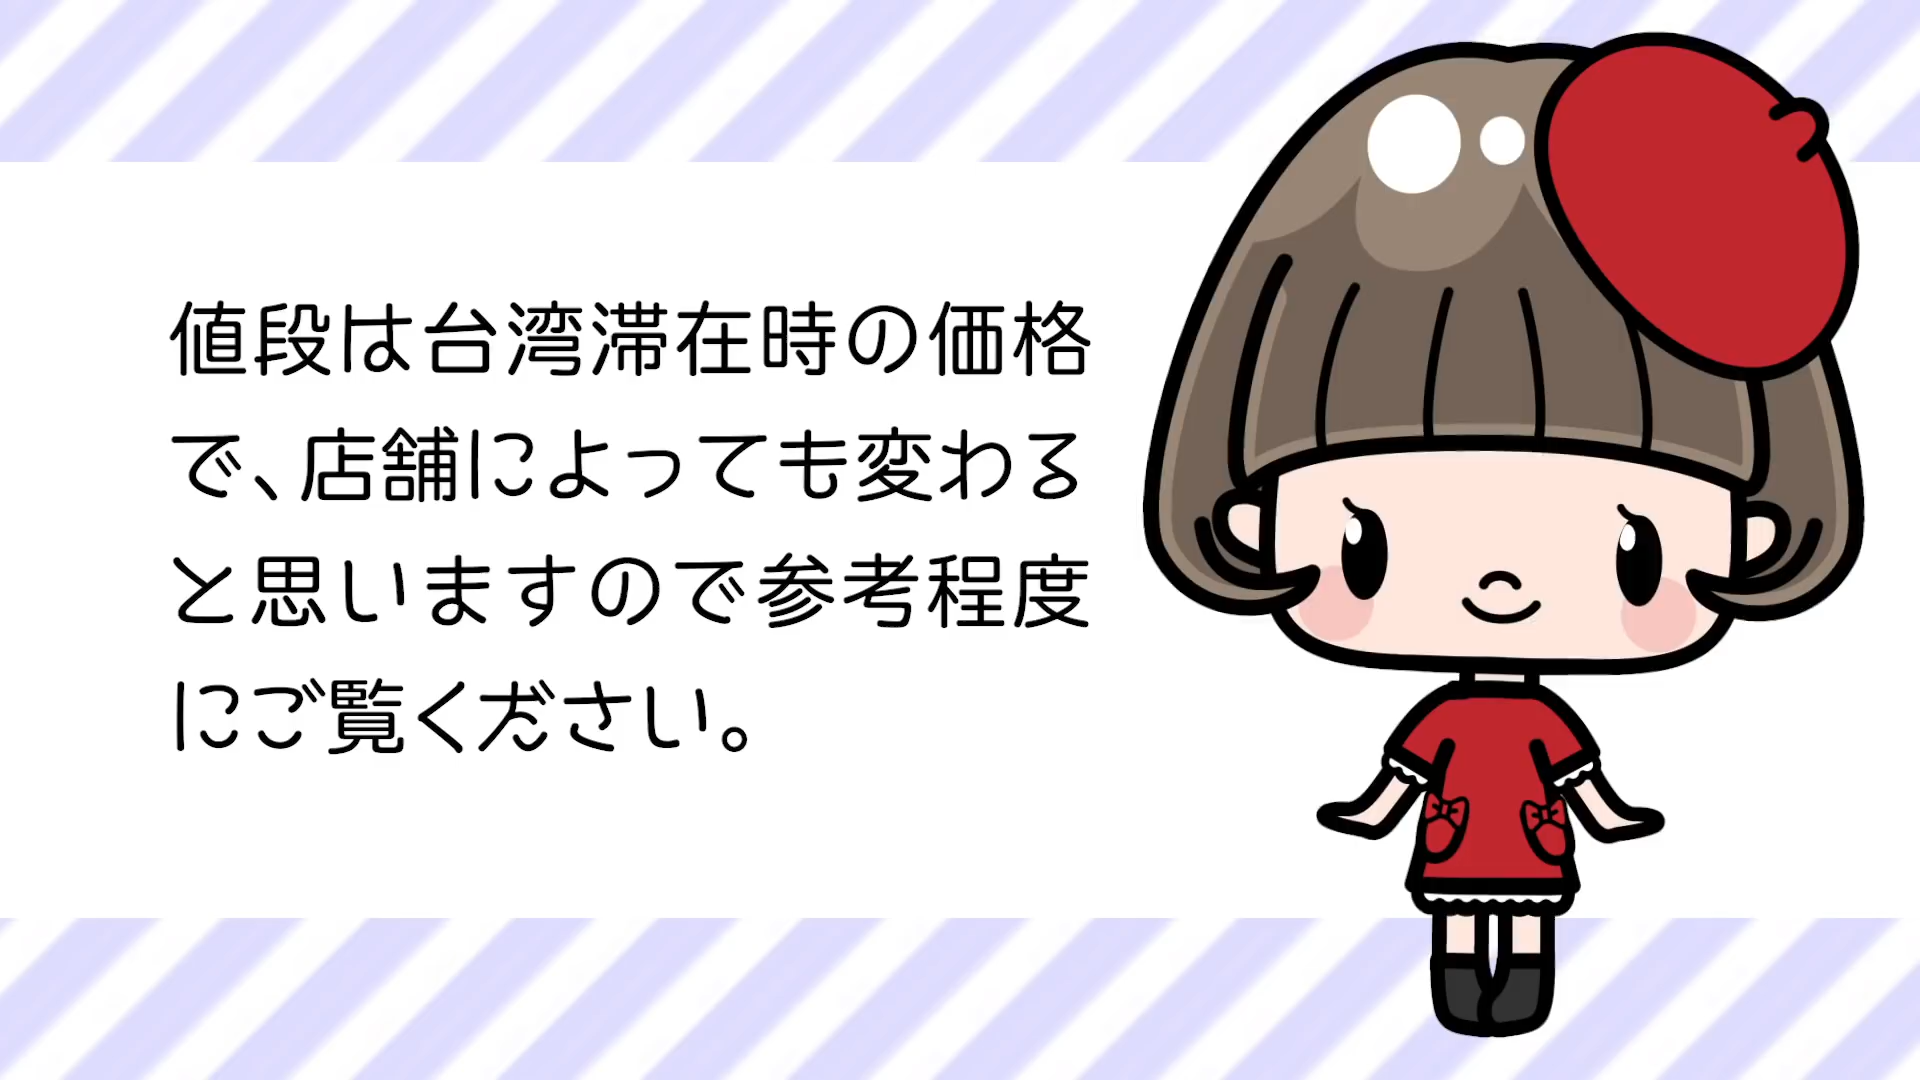 値段は台湾滞在時の価格
で、店舗によっても変わる
と思いますので参考程度
にご覧ください。